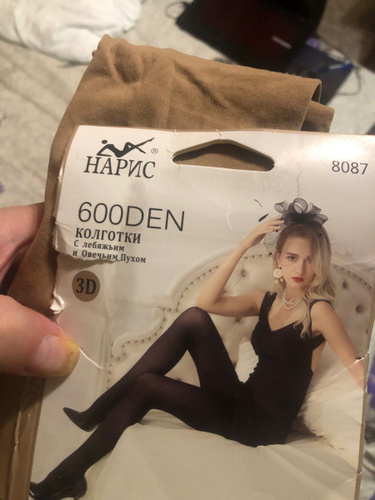 НАРИС®
8087
600DEN
КОЛГОТКИ
С лебяжьим
и Овечьим Пухом
3D